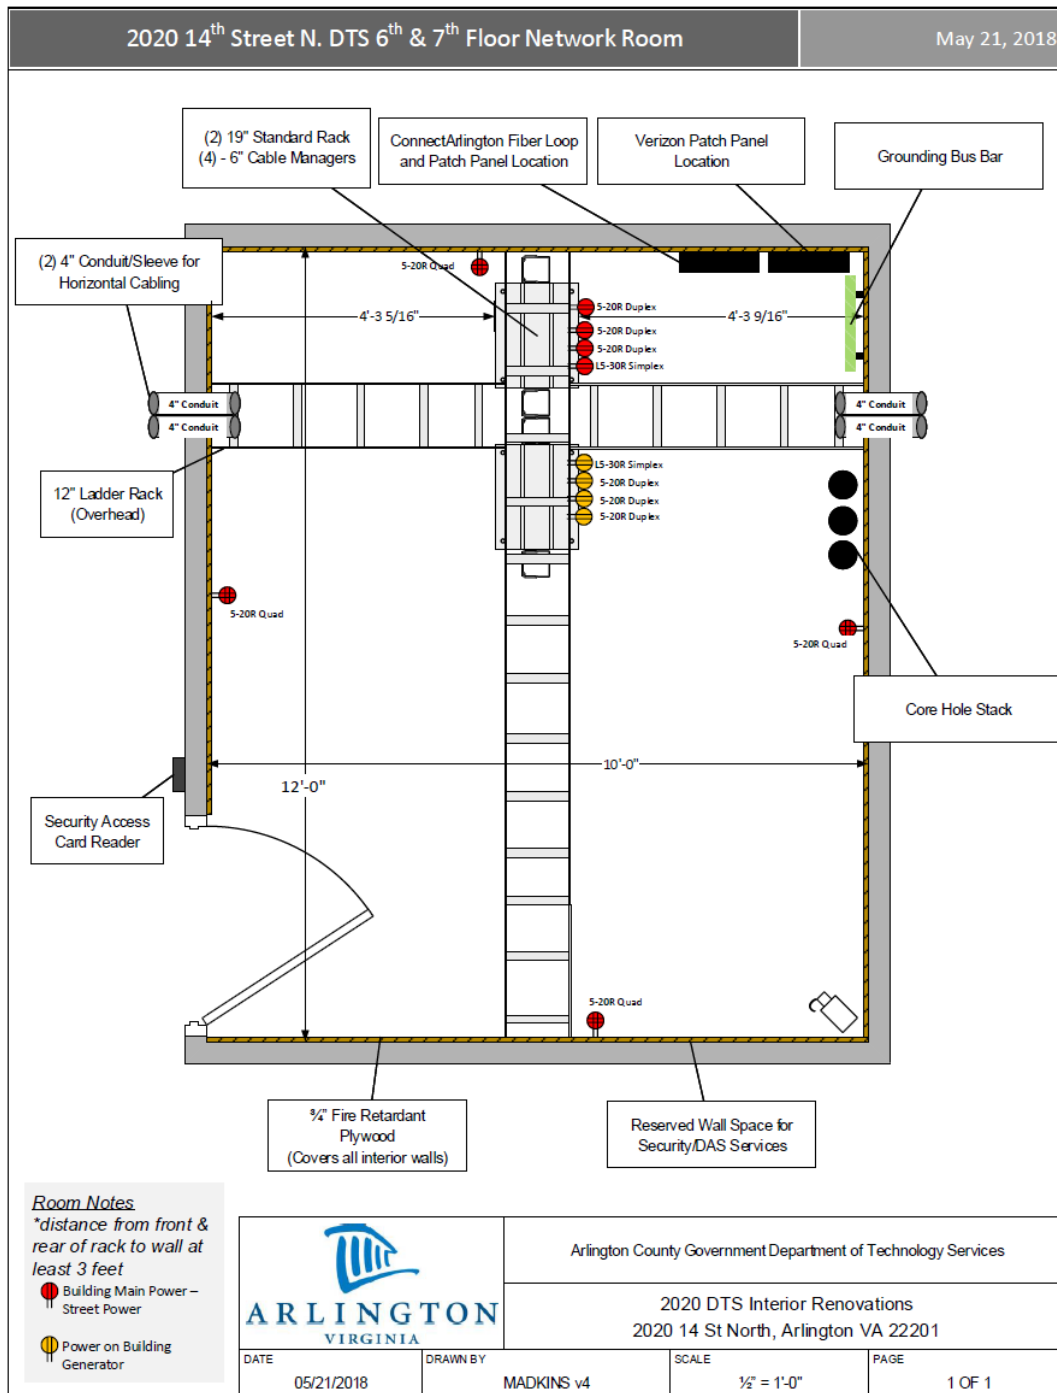 2020 14th Street N. DTS 6th & 7th Floor Network Room
May 21, 2018
(2) 19" Standard Rack
(4) - 6" Cable Managers
ConnectArlington Fiber Loop
and Patch Panel Location
Verizon Patch Panel
Location
Grounding Bus Bar
(2) 4" Conduit/Sleeve for
Horizontal Cabling
5-20R Quad
5-20R Duplex
4'-3 5/16"
4'-3 9/16"
5-20R Duplex
5-20R Duplex
L5-30R Simplex
4" Conduit
4" Conduit
4" Conduit
4" Conduit
L5-30R Simplex
5-20R Duplex
5-20R Duplex
5-20R Duplex
12" Ladder Rack
(Overhead)
5-20R Quad
5-20R Quad
Core Hole Stack
10'-0"
12'-0"
Security Access
Card Reader
5-20R Quad
¾" Fire Retardant
Plywood
(Covers all interior walls)
Reserved Wall Space for
Security/DAS Services
Room Notes
*distance from front &
rear of rack to wall at
least 3 feet
Building Main Power –
Street Power
Power on Building
Generator
ARLINGTON
VIRGINIA
Arlington County Government Department of Technology Services
2020 DTS Interior Renovations
2020 14 St North, Arlington VA 22201
DATE
05/21/2018
DRAWN BY
MADKINS v4
SCALE
½" = 1'-0"
PAGE
1 OF 1